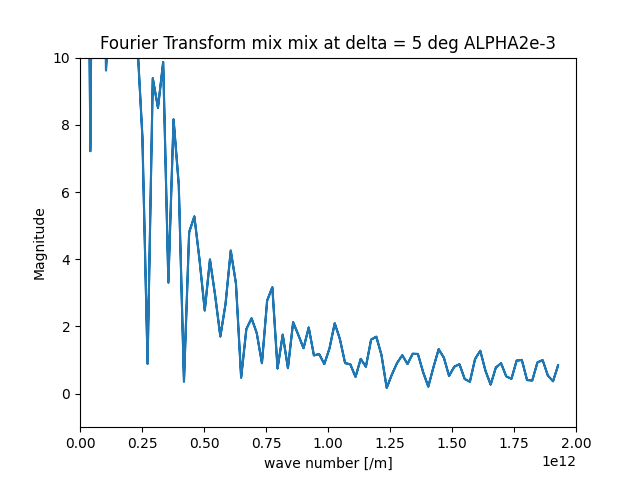 Fourier Transform mix mix at delta = 5 deg ALPHA2e-3
10
8
6
4
2
0
Magnitude
0.00 0.25 0.50 0.75 1.00 1.25 1.50 1.75 2.00
1e12
wave number [/m]